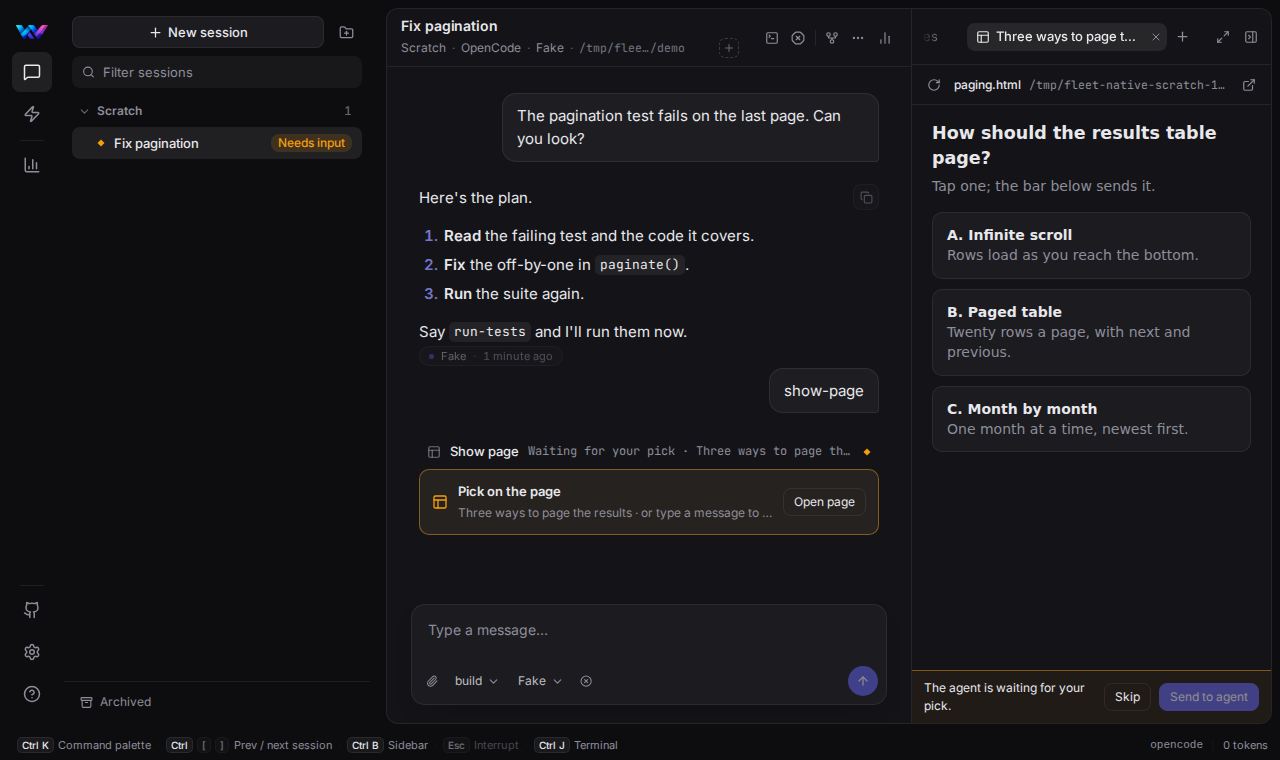 New session
Filter sessions
Scratch 1
Fix pagination Needs input
Archived
Fix pagination
Scratch · OpenCode · Fake · /tmp/flee…/demo
The pagination test fails on the last page. Can
you look?
Here's the plan.
1. Read the failing test and the code it covers.
2. Fix the off-by-one in paginate().
3. Run the suite again.
Say run-tests and I'll run them now.
Fake · 1 minute ago
show-page
Show page Waiting for your pick · Three ways to page th…
Pick on the page
Three ways to page the results · or type a message to ...
Open page
Type a message...
build Fake
es Three ways to page t...
paging.html /tmp/fleet-native-scratch-1…
How should the results table
page?
Tap one; the bar below sends it.
A. Infinite scroll
Rows load as you reach the bottom.
B. Paged table
Twenty rows a page, with next and
previous.
C. Month by month
One month at a time, newest first.
The agent is waiting for your
pick.
Skip Send to agent
Ctrl K Command palette Ctrl [ ] Prev / next session Ctrl B Sidebar Esc Interrupt Ctrl J Terminal opencode 0 tokens